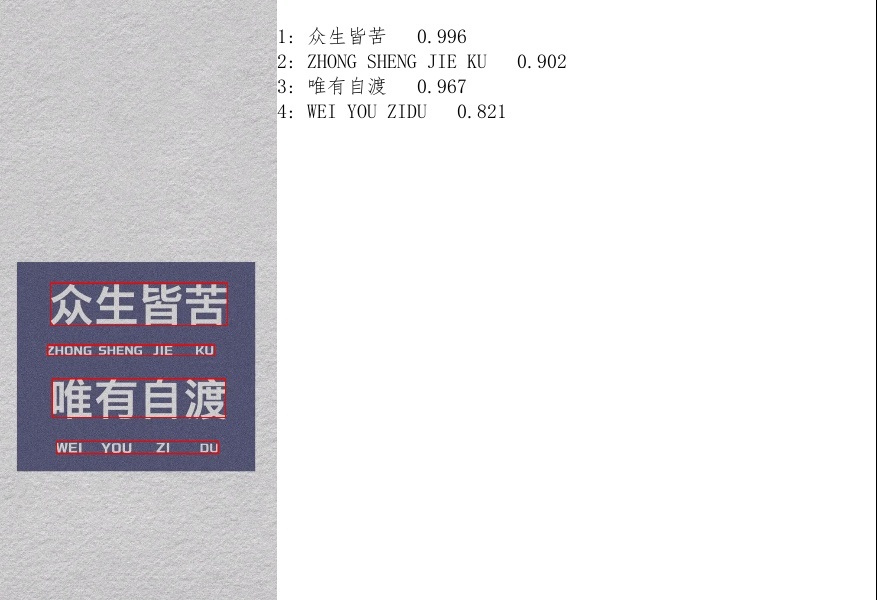 众生皆苦
ZHONG SHENG JIE KU
唯有自渡
WEI YOU ZI DU
1: 众生皆苦 0.996
2: ZHONG SHENG JIE KU 0.902
3: 唯有自渡 0.967
4: WEI YOU ZIDU 0.821